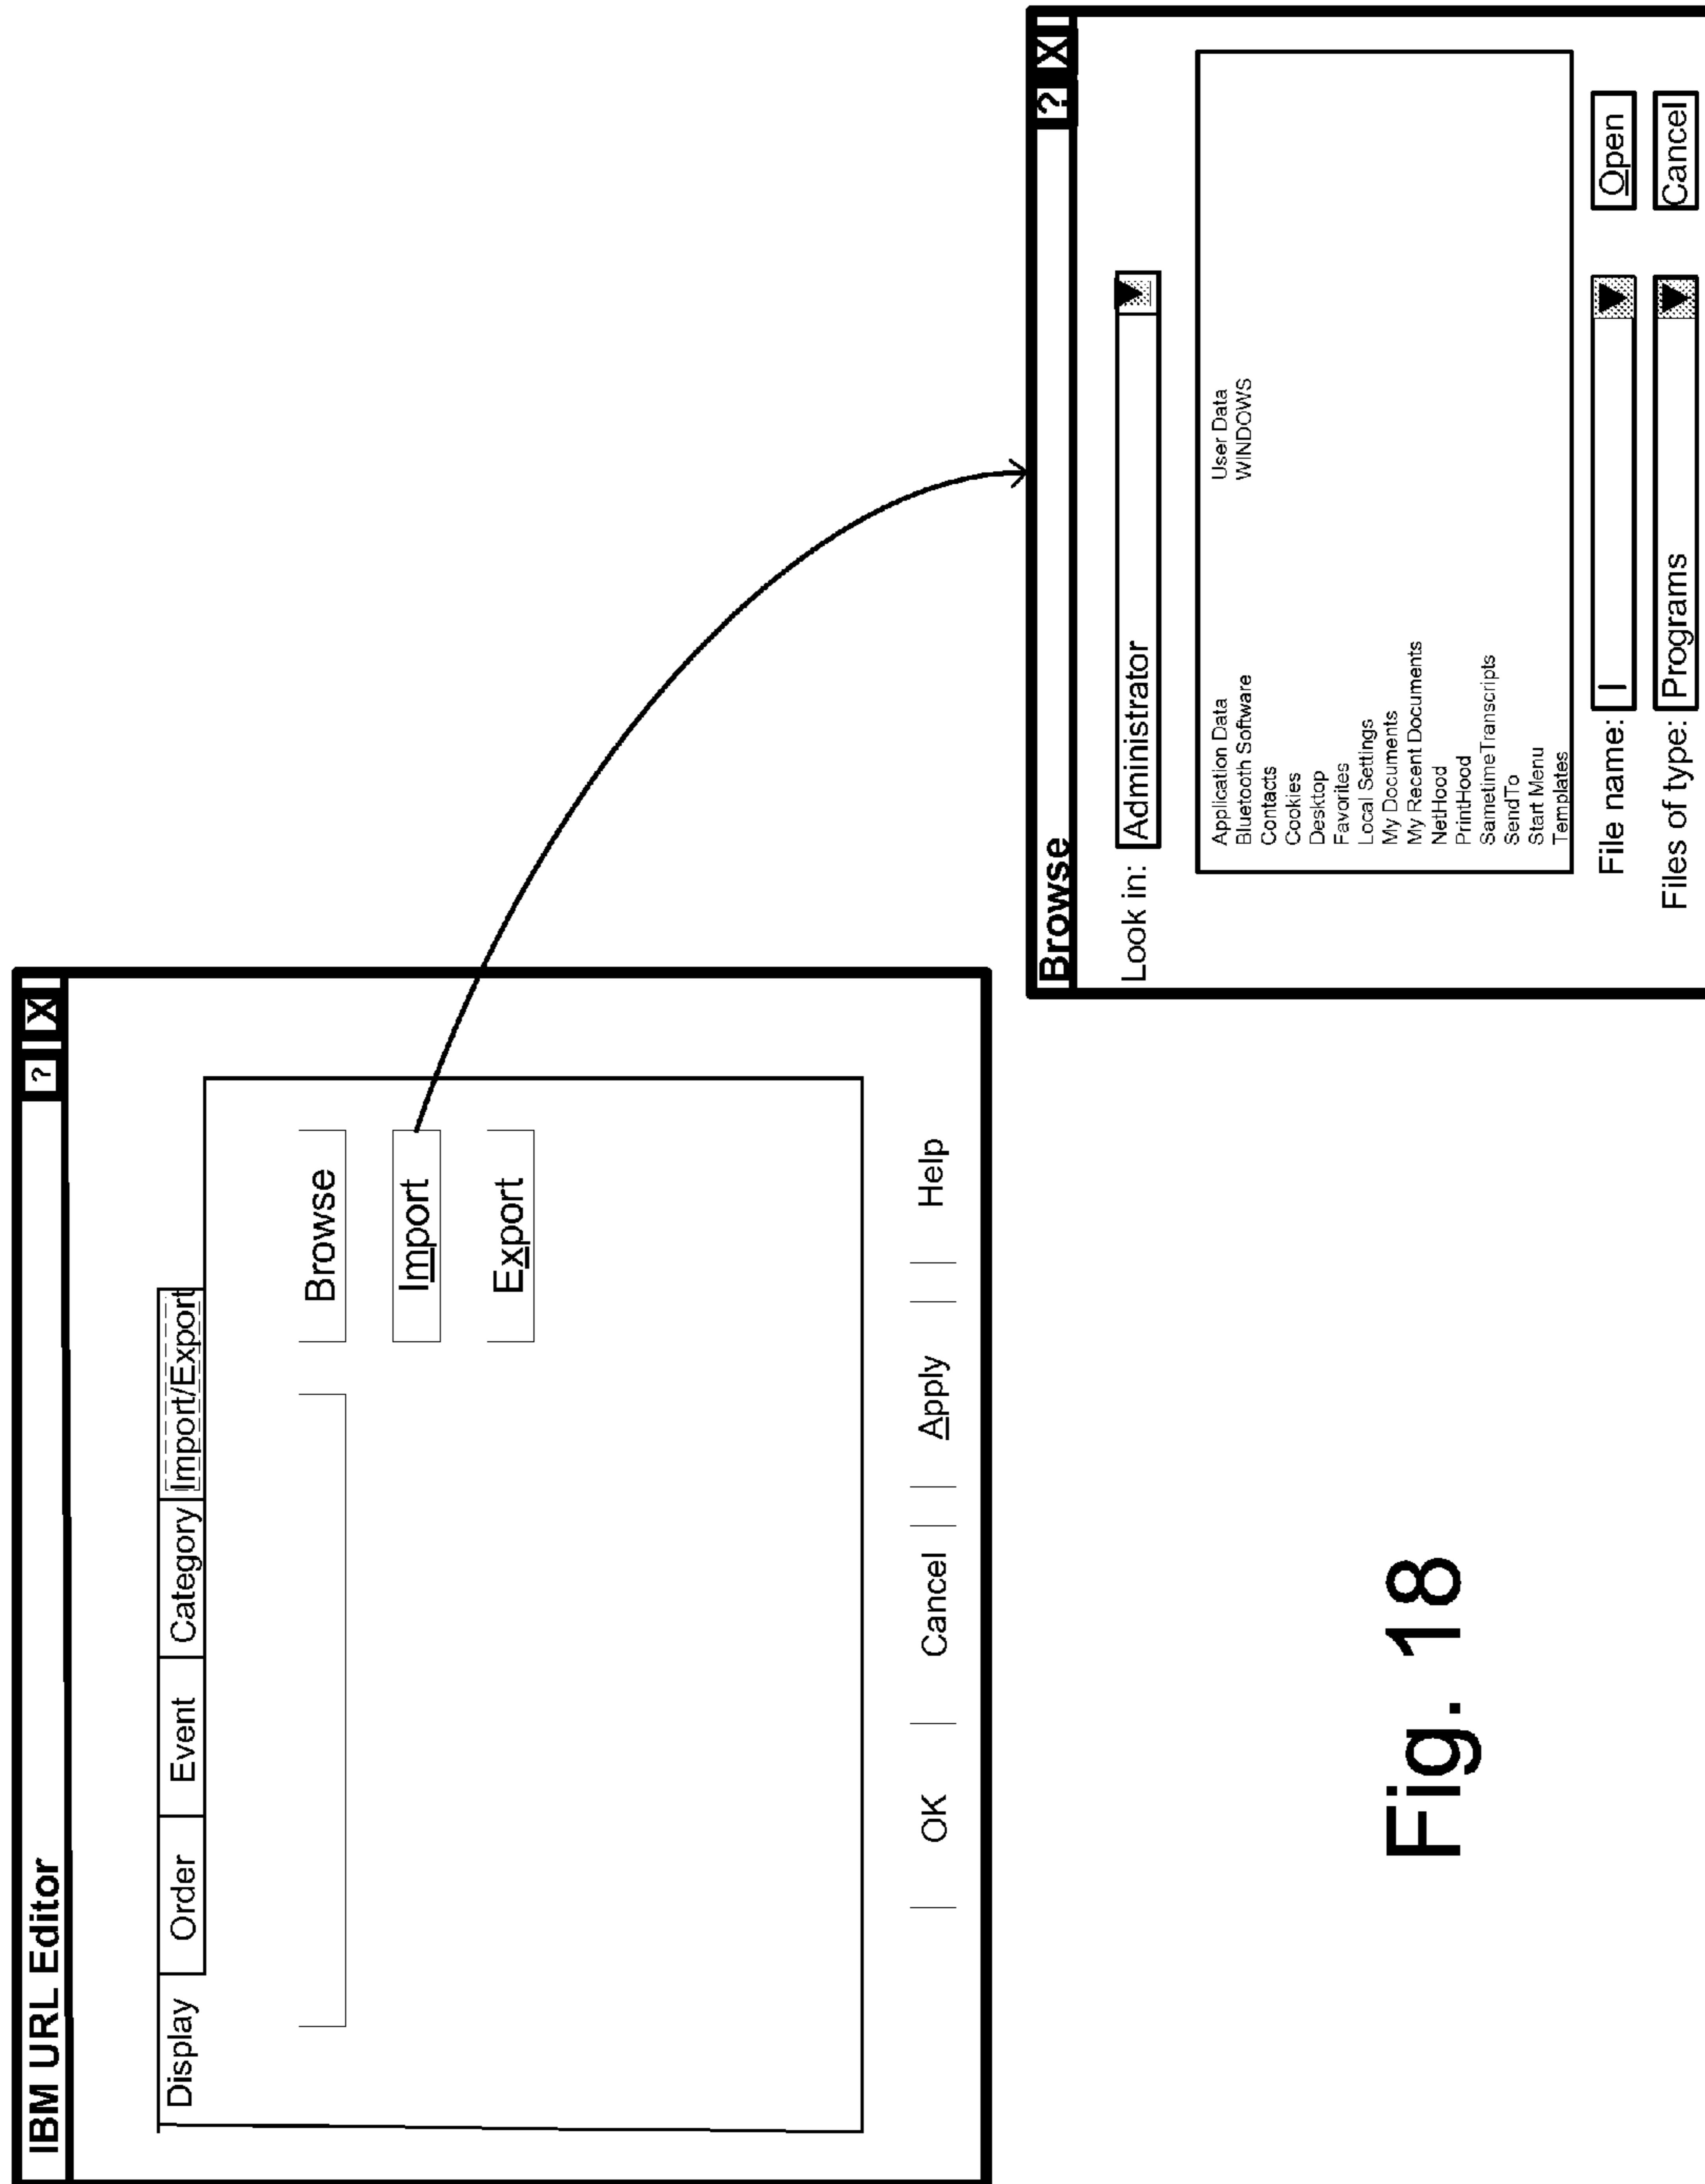 IBM URL Editor
? X
Display Order Event Category Import/Export
Browse
Import
Export
OK Cancel Apply Help
Browse
? X
Look in: Administrator
Application Data
Bluetooth Software
Contacts
Cookies
Desktop
Favorites
Local Settings
My Documents
My Recent Documents
NetHood
PrintHood
SametimeTranscripts
SendTo
Start Menu
Templates
User Data
WINDOWS
File name: Open
Files of type: Programs Cancel
Fig. 18